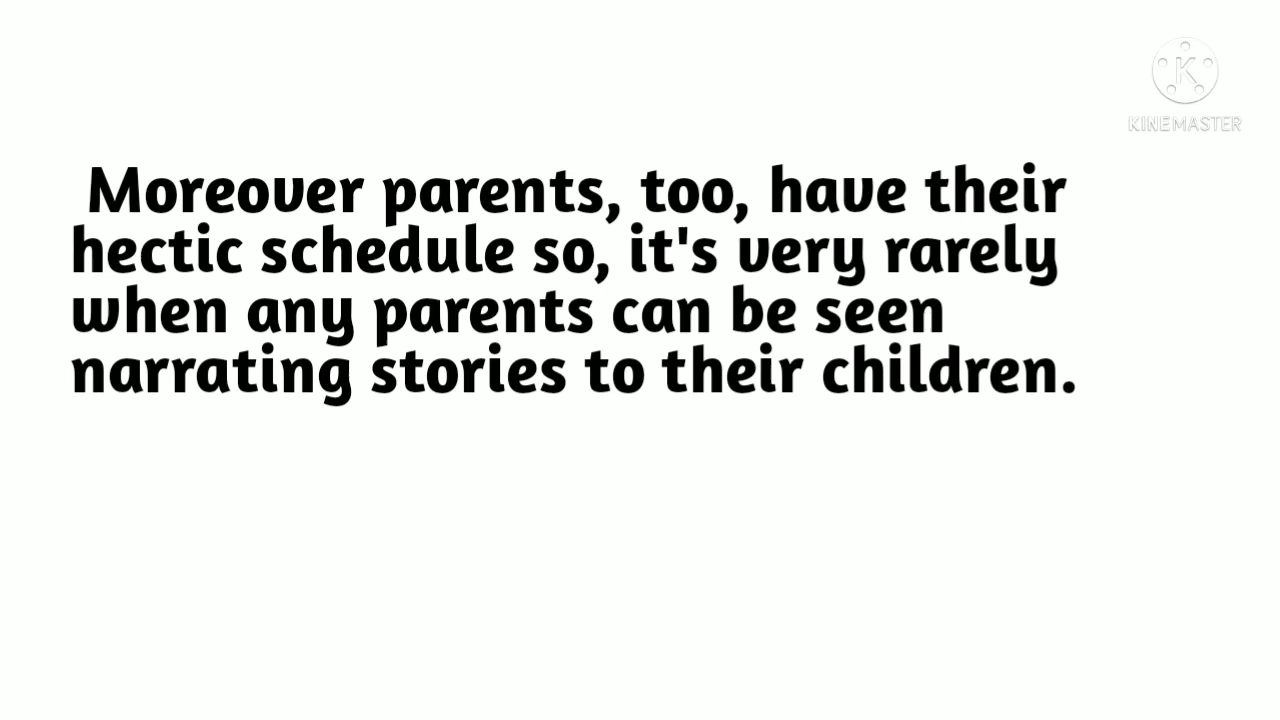 KINEMASTER
Moreover parents, too, have their
hectic schedule so, it's very rarely
when any parents can be seen
narrating stories to their children.